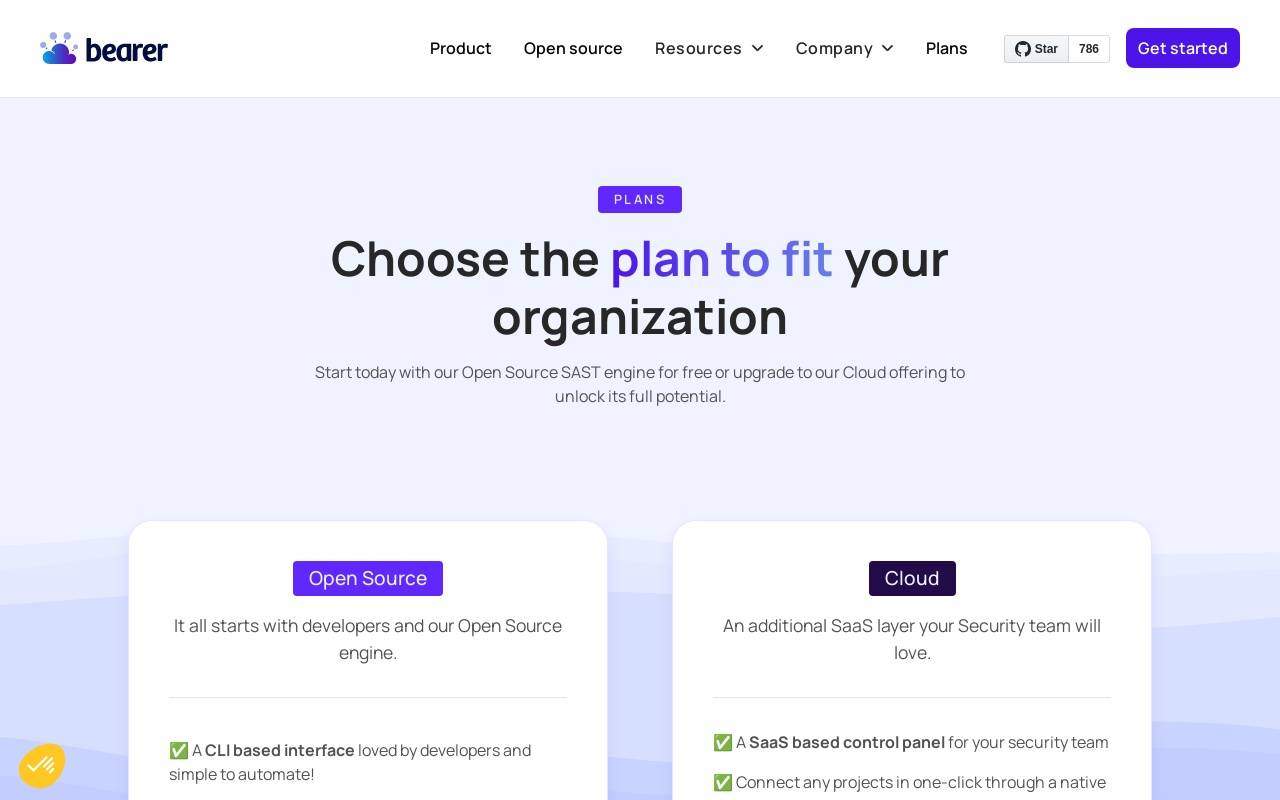 bearer
Product
Open source
Resources
Company
Plans
Star
786
Get started
PLANS
Choose the plan to fit your
organization
Start today with our Open Source SAST engine for free or upgrade to our Cloud offering to
unlock its full potential.
Open Source
It all starts with developers and our Open Source
engine.
✅ A CLI based interface loved by developers and
simple to automate!
Cloud
An additional SaaS layer your Security team will
love.
✅ A SaaS based control panel for your security team
✅ Connect any projects in one-click through a native